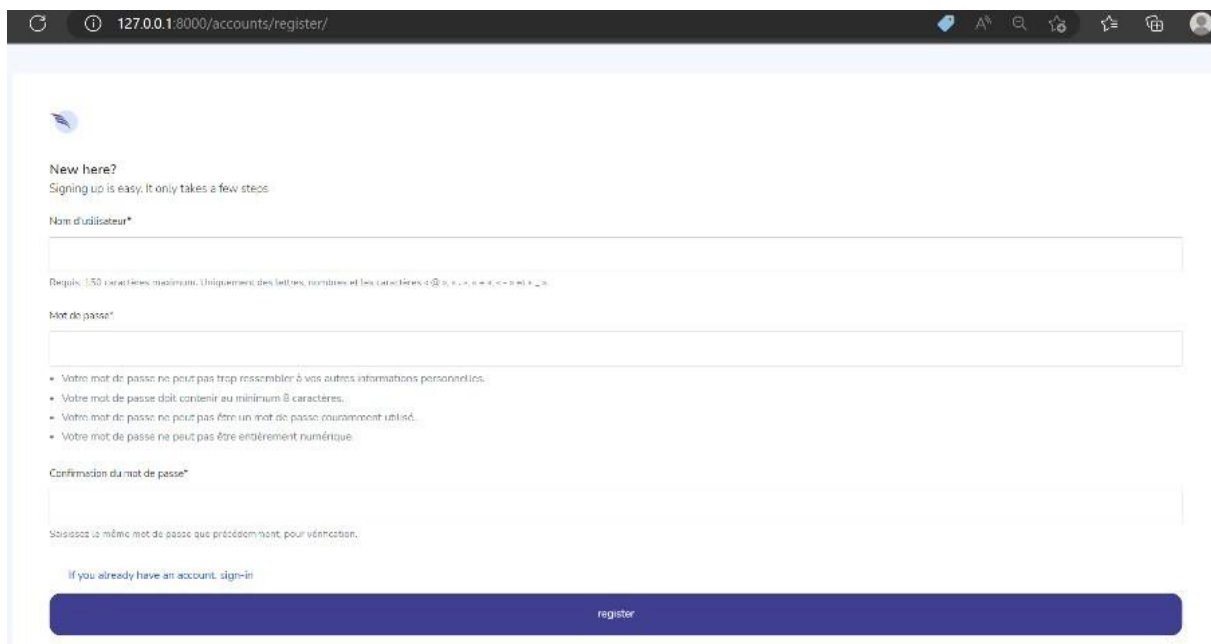 127.0.0.1:8000/accounts/register/
New here?
Signing up is easy. It only takes a few steps
Nom d'utilisateur*
Requis. 150 caractères maximum. Uniquement des lettres, nombres et les caractères « @ », « . », « + », « - » et « _ ».
Mot de passe*
• Votre mot de passe ne peut pas trop ressembler à vos autres informations personnelles.
• Votre mot de passe doit contenir au minimum 8 caractères.
• Votre mot de passe ne peut pas être un mot de passe couramment utilisé.
• Votre mot de passe ne peut pas être entièrement numérique.
Confirmation du mot de passe*
Saisissez le même mot de passe que précédemment, pour vérification.
If you already have an account, sign-in
register